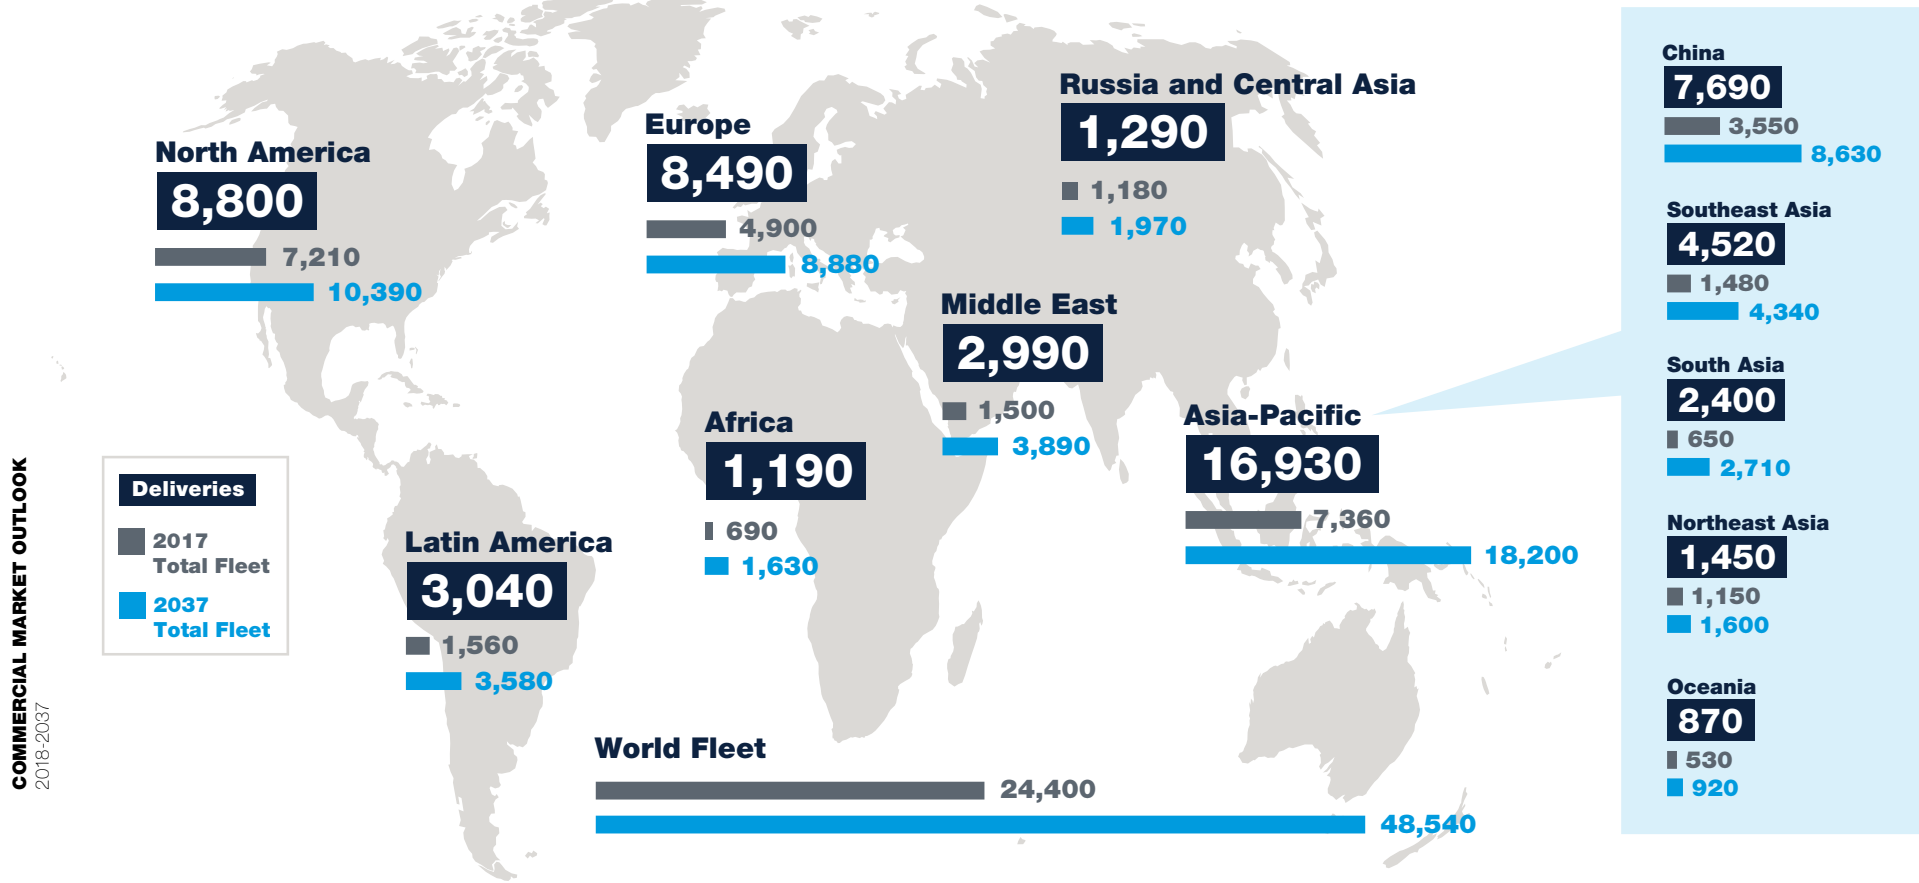 COMMERCIAL MARKET OUTLOOK
2018-2037
North America
8,800
7,210
10,390
Europe
8,490
4,900
8,880
Russia and Central Asia
1,290
1,180
1,970
Middle East
2,990
1,500
3,890
Africa
1,190
690
1,630
Asia-Pacific
16,930
7,360
18,200
Latin America
3,040
1,560
3,580
Deliveries
2017
Total Fleet
2037
Total Fleet
World Fleet
24,400
48,540
China
7,690
3,550
8,630
Southeast Asia
4,520
1,480
4,340
South Asia
2,400
650
2,710
Northeast Asia
1,450
1,150
1,600
Oceania
870
530
920